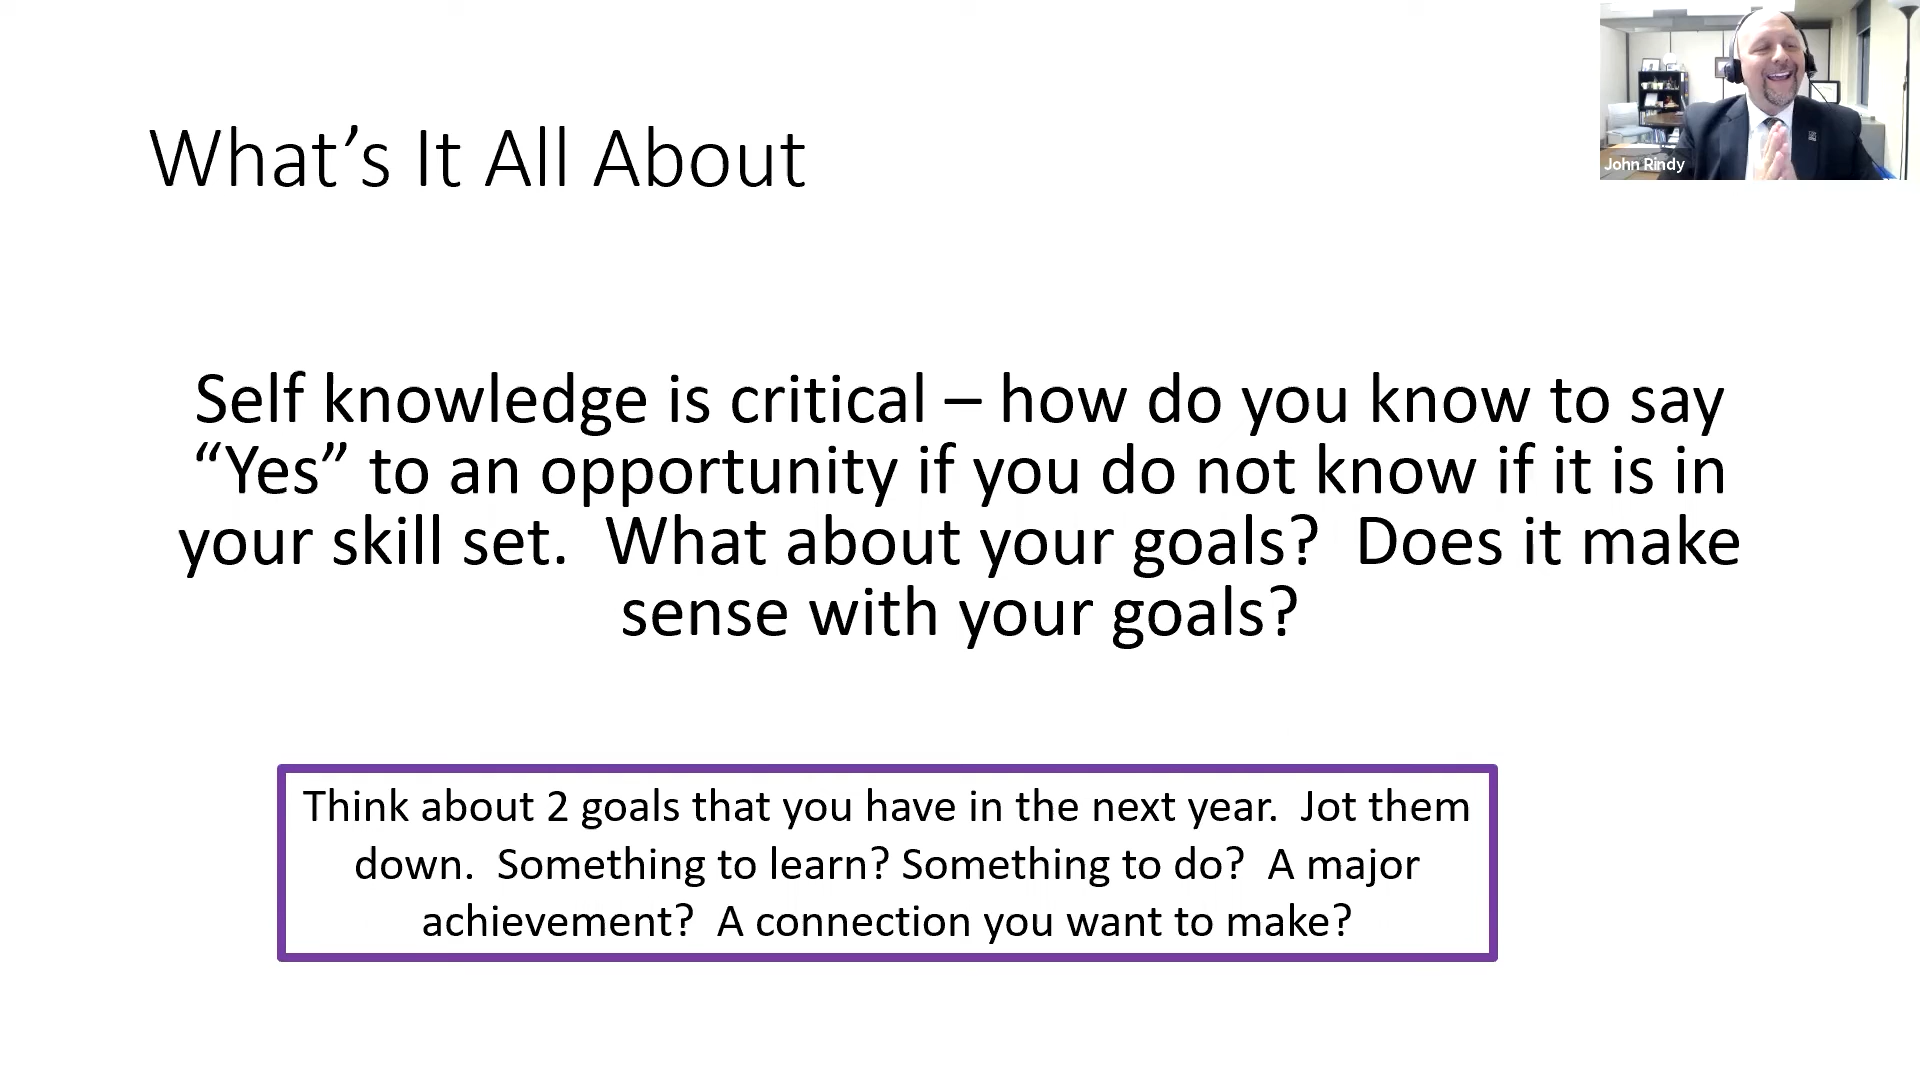 What’s It All About
John Rindy
Self knowledge is critical – how do you know to say
“Yes” to an opportunity if you do not know if it is in
your skill set.  What about your goals?  Does it make
sense with your goals?
Think about 2 goals that you have in the next year.  Jot them
down.  Something to learn? Something to do?  A major
achievement?  A connection you want to make?